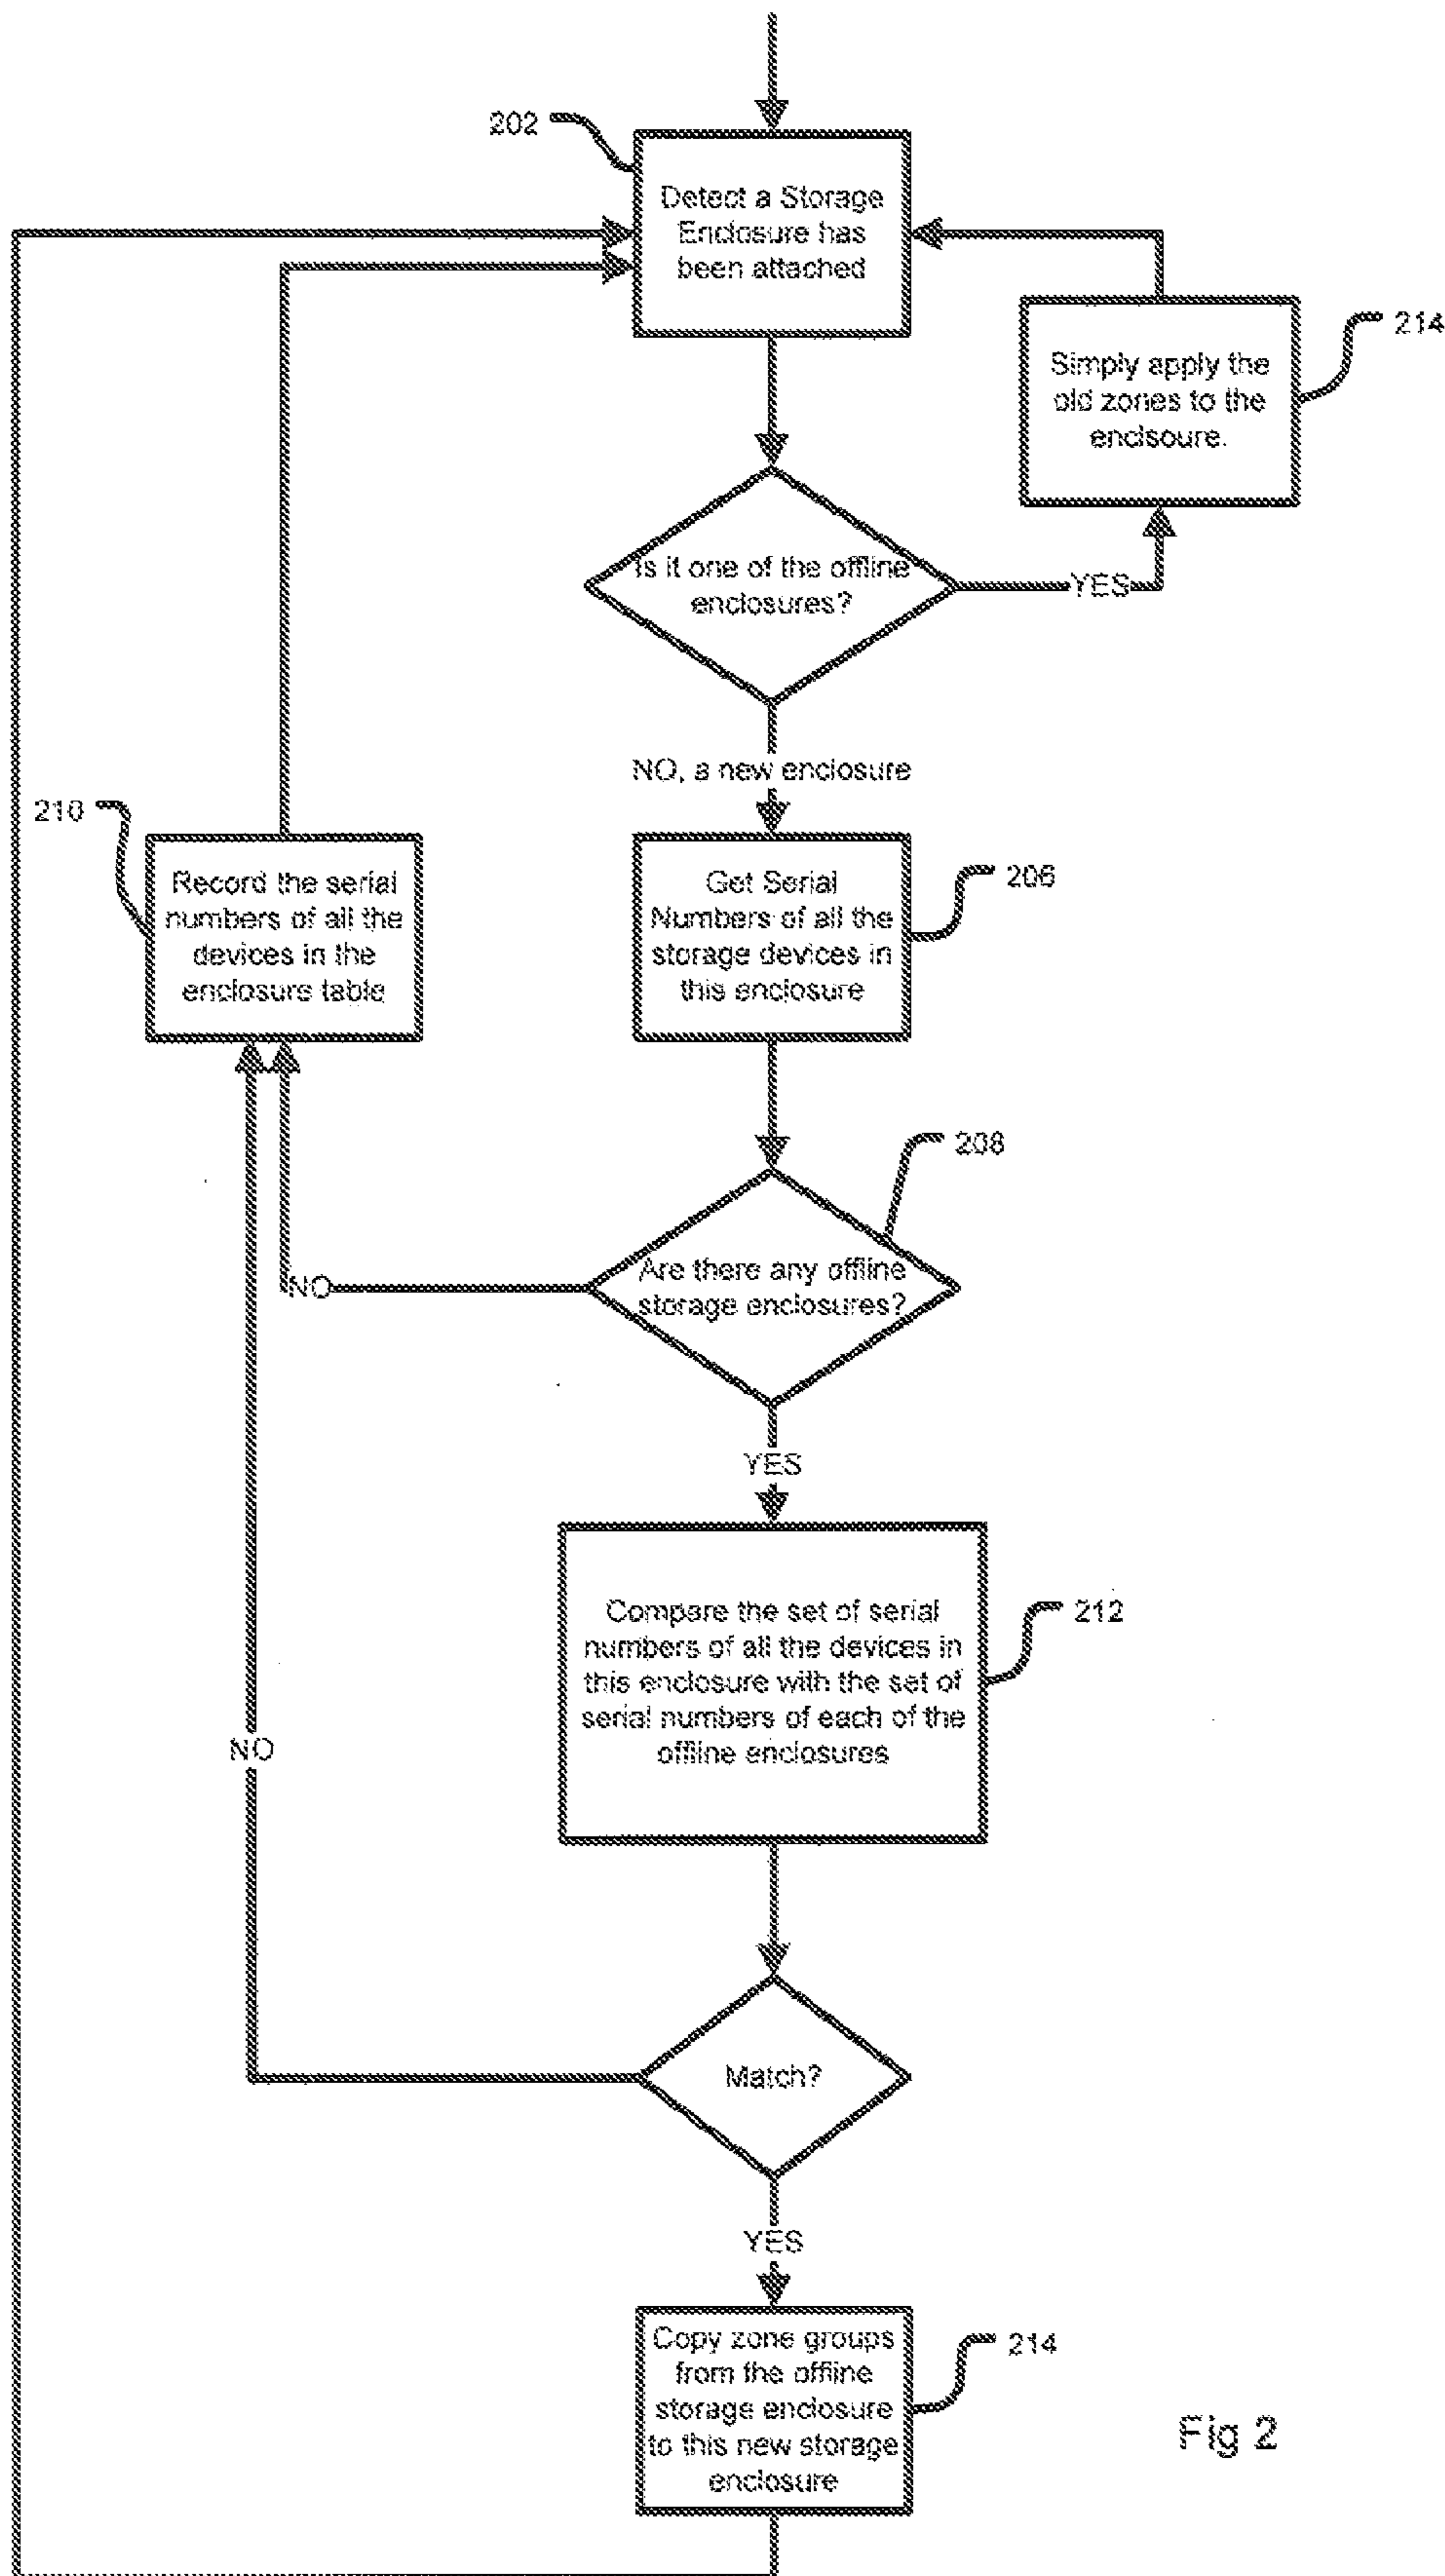 202
Detect a Storage
Enclosure has
been attached
214
Simply apply the
old zones to the
enclsoure.
Is it one of the offline
enclosures?
YES
NO, a new enclosure
210
Record the serial
numbers of all the
devices in the
enclosure table
206
Get Serial
Numbers of all the
storage devices in
this enclosure
208
Are there any offline
storage enclosures?
NO
YES
212
Compare the set of serial
numbers of all the devices in
this enclosure with the set of
serial numbers of each of the
offline enclosures
NO
Match?
YES
214
Copy zone groups
from the offline
storage enclosure
to this new storage
enclosure
Fig 2